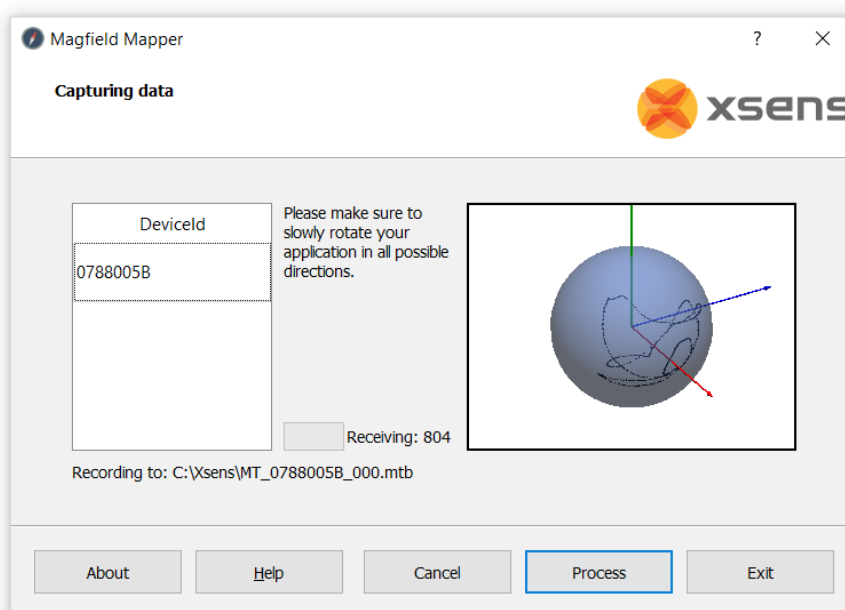 Magfield Mapper
?
Capturing data
xsens
DeviceId
0788005B
Please make sure to
slowly rotate your
application in all possible
directions.
Receiving: 804
Recording to: C:\Xsens\MT_0788005B_000.mtb
About
Help
Cancel
Process
Exit